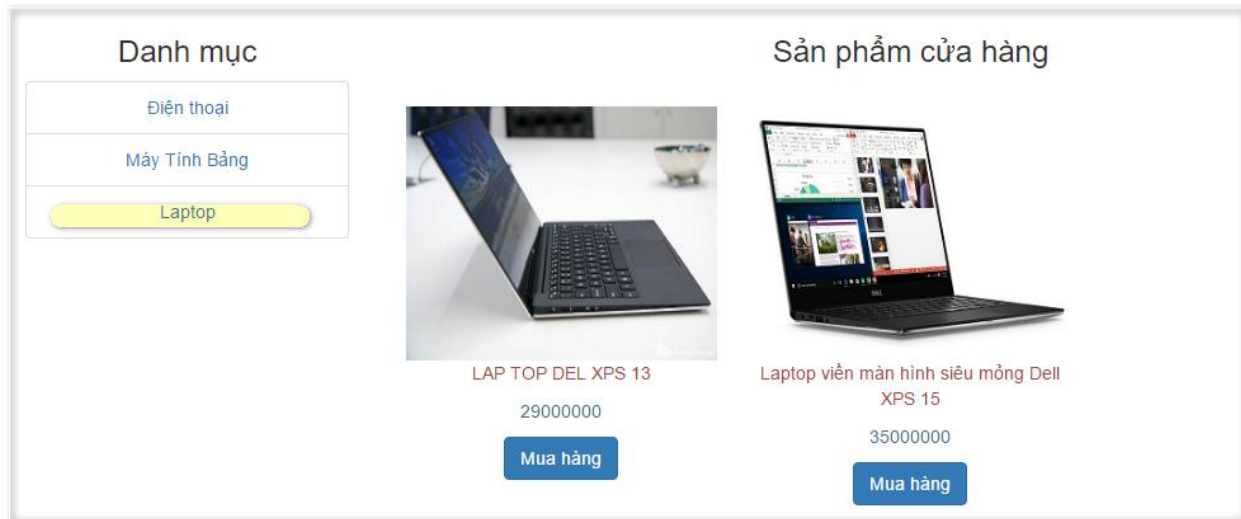 Danh mục
Điện thoại
Máy Tính Bảng
Laptop
Sản phẩm cửa hàng
LAP TOP DEL XPS 13
29000000
Mua hàng
DELL
Laptop viền màn hình siêu mỏng Dell
XPS 15
35000000
Mua hàng